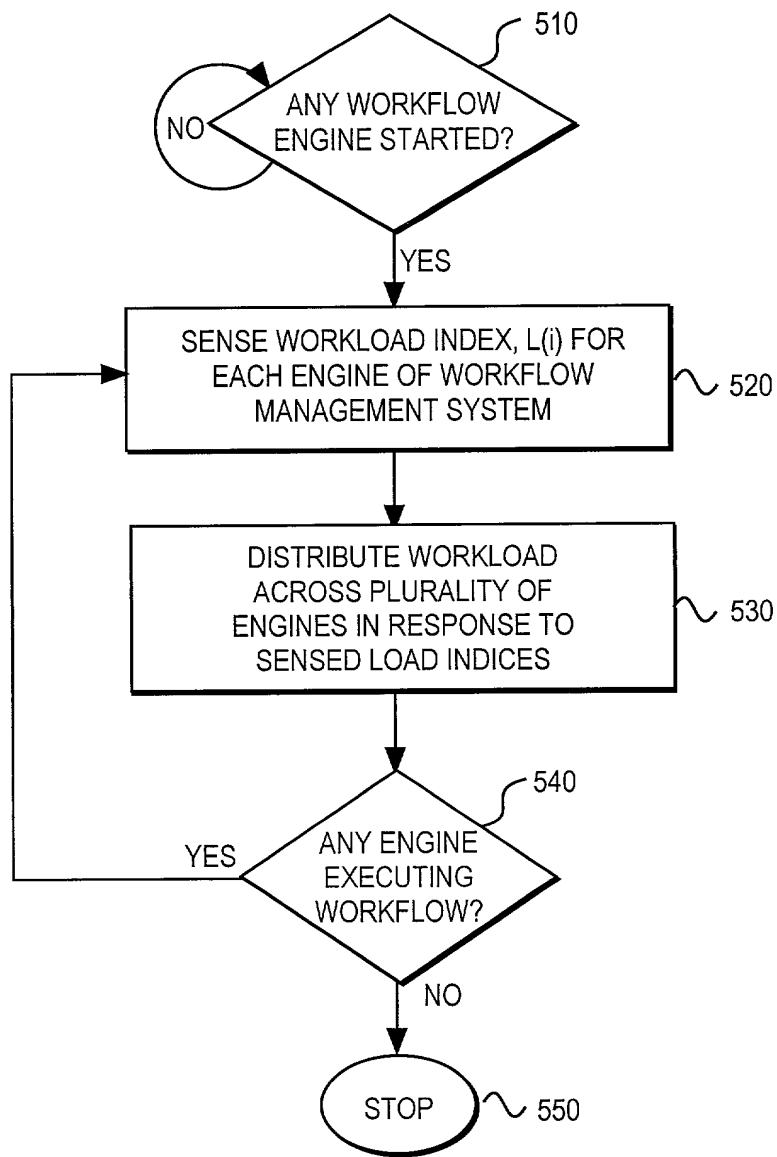 510
ANY WORKFLOW
ENGINE STARTED?
NO
YES
SENSE WORKLOAD INDEX, L(i) FOR
EACH ENGINE OF WORKFLOW
MANAGEMENT SYSTEM
520
DISTRIBUTE WORKLOAD
ACROSS PLURALITY OF
ENGINES IN RESPONSE TO
SENSED LOAD INDICES
530
540
ANY ENGINE
EXECUTING
WORKFLOW?
YES
NO
STOP
550